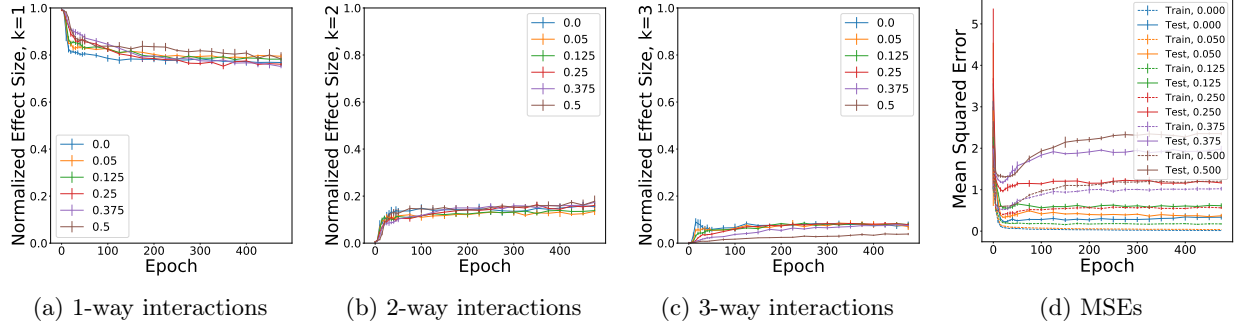 Normalized Effect Size, k=1
1.0
0.8
0.6
0.4
0.2
0.0
0 100 200 300 400
Epoch
0.0
0.05
0.125
0.25
0.375
0.5
(a) 1-way interactions
Normalized Effect Size, k=2
1.0
0.8
0.6
0.4
0.2
0.0
0 100 200 300 400
Epoch
0.0
0.05
0.125
0.25
0.375
0.5
(b) 2-way interactions
Normalized Effect Size, k=3
1.0
0.8
0.6
0.4
0.2
0.0
0 100 200 300 400
Epoch
0.0
0.05
0.125
0.25
0.375
0.5
(c) 3-way interactions
Mean Squared Error
5
4
3
2
1
0
0 100 200 300 400
Epoch
Train, 0.000
Test, 0.000
Train, 0.050
Test, 0.050
Train, 0.125
Test, 0.125
Train, 0.250
Test, 0.250
Train, 0.375
Test, 0.375
Train, 0.500
Test, 0.500
(d) MSEs